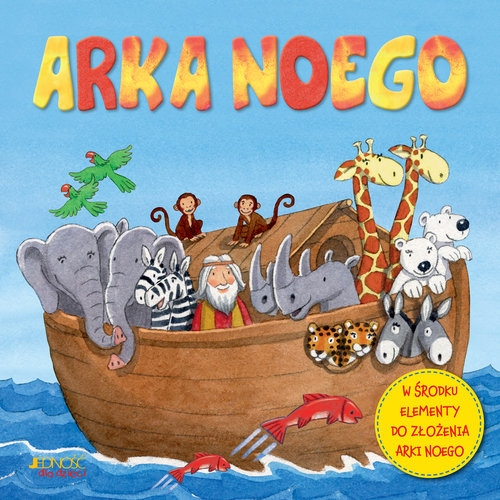 ARKA NOEGO
W ŚRODKU
ELEMENTY
DO ZŁOŻENIA
ARKI NOEGO
JEDNOŚĆ
dla dzieci